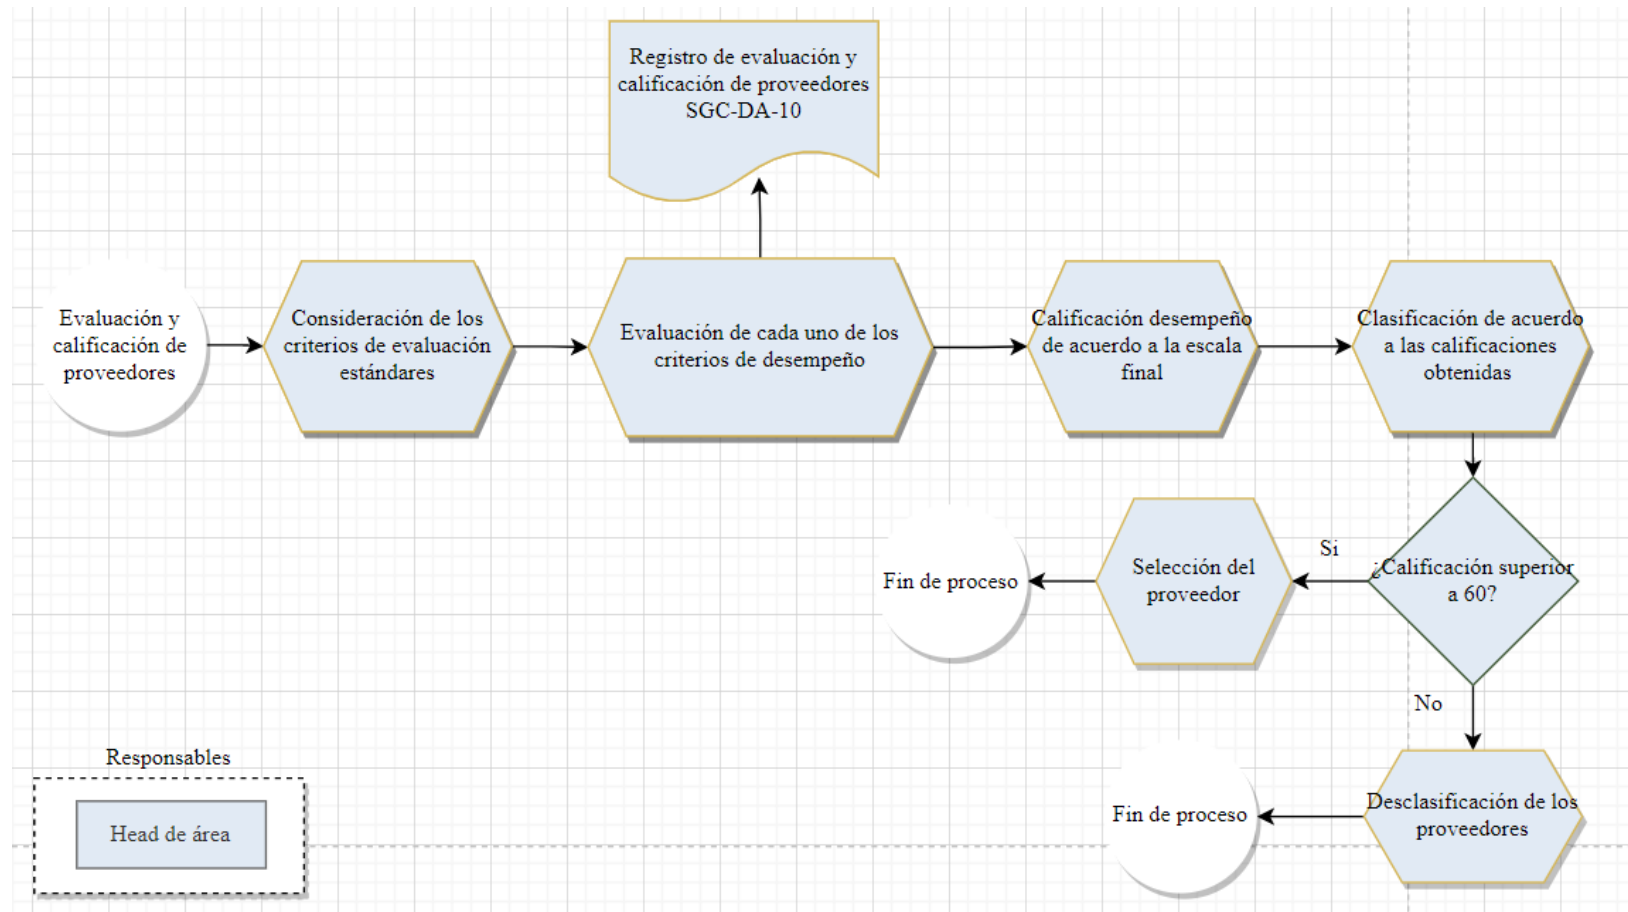 Registro de evaluación y
calificación de proveedores
SGC-DA-10
Evaluación y
calificación de
proveedores
Consideración de los
criterios de evaluación
estándares
Evaluación de cada uno de los
criterios de desempeño
Calificación desempeño
de acuerdo a la escala
final
Clasificación de acuerdo
a las calificaciones
obtenidas
¿Calificación superior
a 60?
Si
Selección del
proveedor
Fin de proceso
No
Desclasificación de los
proveedores
Fin de proceso
Responsables
Head de área